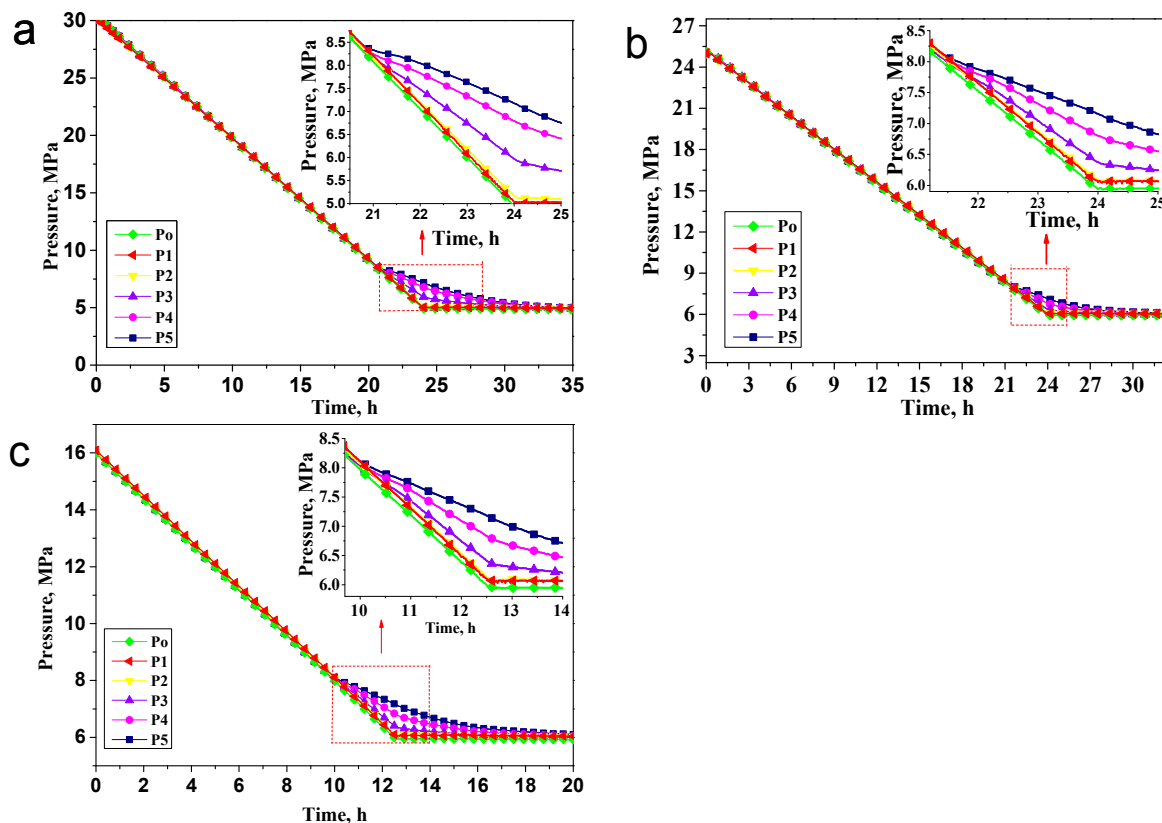 a
Pressure, MPa
30
25
20
15
10
5
0
0 5 10 15 20 25 30 35
Time, h
Po
P1
P2
P3
P4
P5
Pressure, MPa
8.5
8.0
7.5
7.0
6.5
6.0
5.5
5.0
21 22 23 24 25
Time, h
b
Pressure, MPa
27
24
21
18
15
12
9
6
3
0 3 6 9 12 15 18 21 24 27 30
Time, h
Po
P1
P2
P3
P4
P5
Pressure, MPa
8.5
8.0
7.5
7.0
6.5
6.0
22 23 24 25
Time, h
c
Pressure, MPa
16
14
12
10
8
6
0 2 4 6 8 10 12 14 16 18 20
Time, h
Po
P1
P2
P3
P4
P5
Pressure, MPa
8.5
8.0
7.5
7.0
6.5
6.0
10 11 12 13 14
Time, h